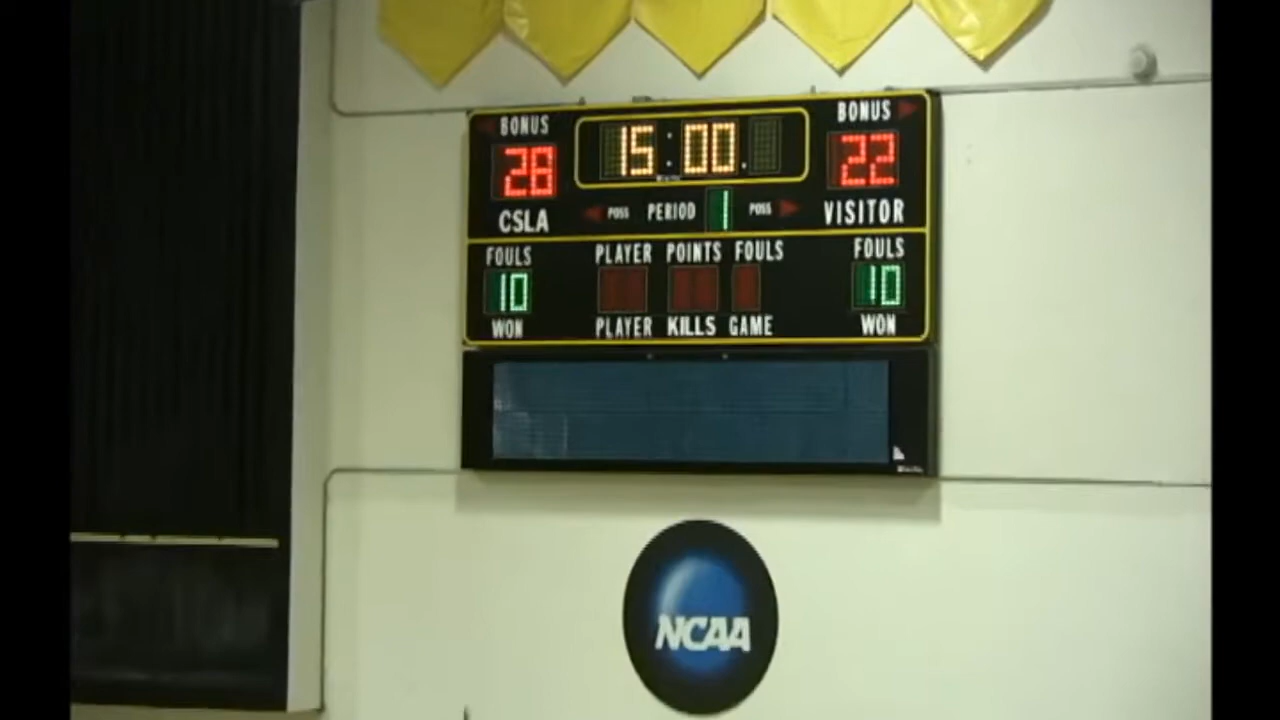 BONUS 15:00 BONUS
28 22
CSLA POSS PERIOD 1 POSS VISITOR
FOULS PLAYER POINTS FOULS FOULS
10 10
WON PLAYER KILLS GAME WON
NCAA